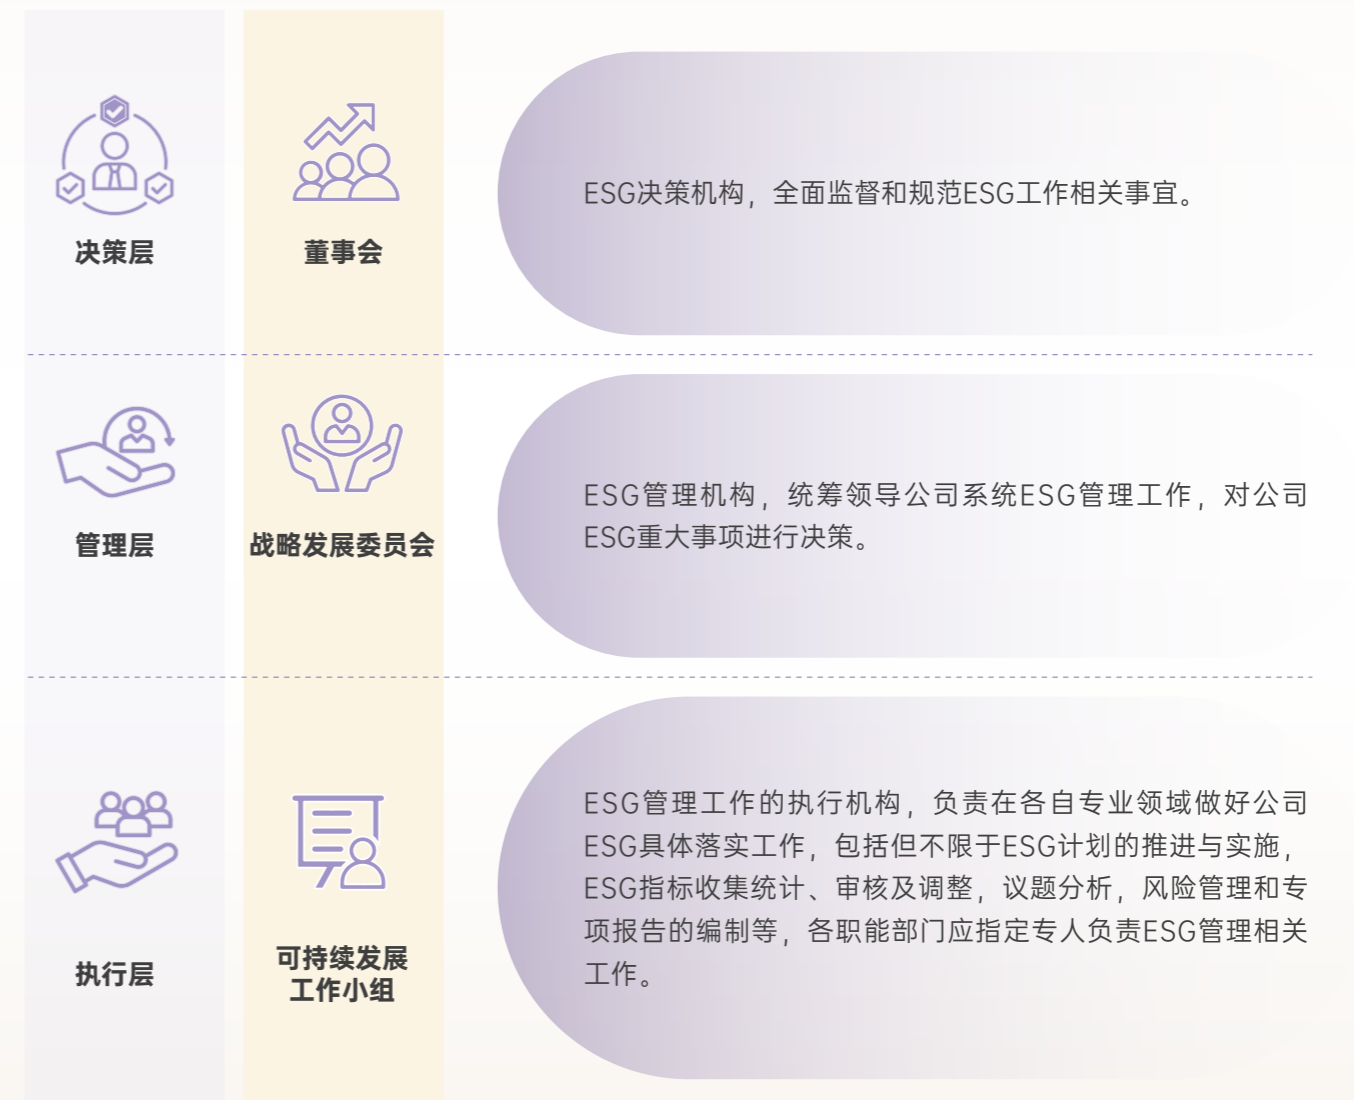 决策层
董事会
ESG决策机构，全面监督和规范ESG工作相关事宜。
管理层
战略发展委员会
ESG管理机构，统筹领导公司系统ESG管理工作，对公司
ESG重大事项进行决策。
执行层
可持续发展
工作小组
ESG管理工作的执行机构，负责在各自专业领域做好公司
ESG具体落实工作，包括但不限于ESG计划的推进与实施，
ESG指标收集统计、审核及调整，议题分析，风险管理和专
项报告的编制等，各职能部门应指定专人负责ESG管理相关
工作。